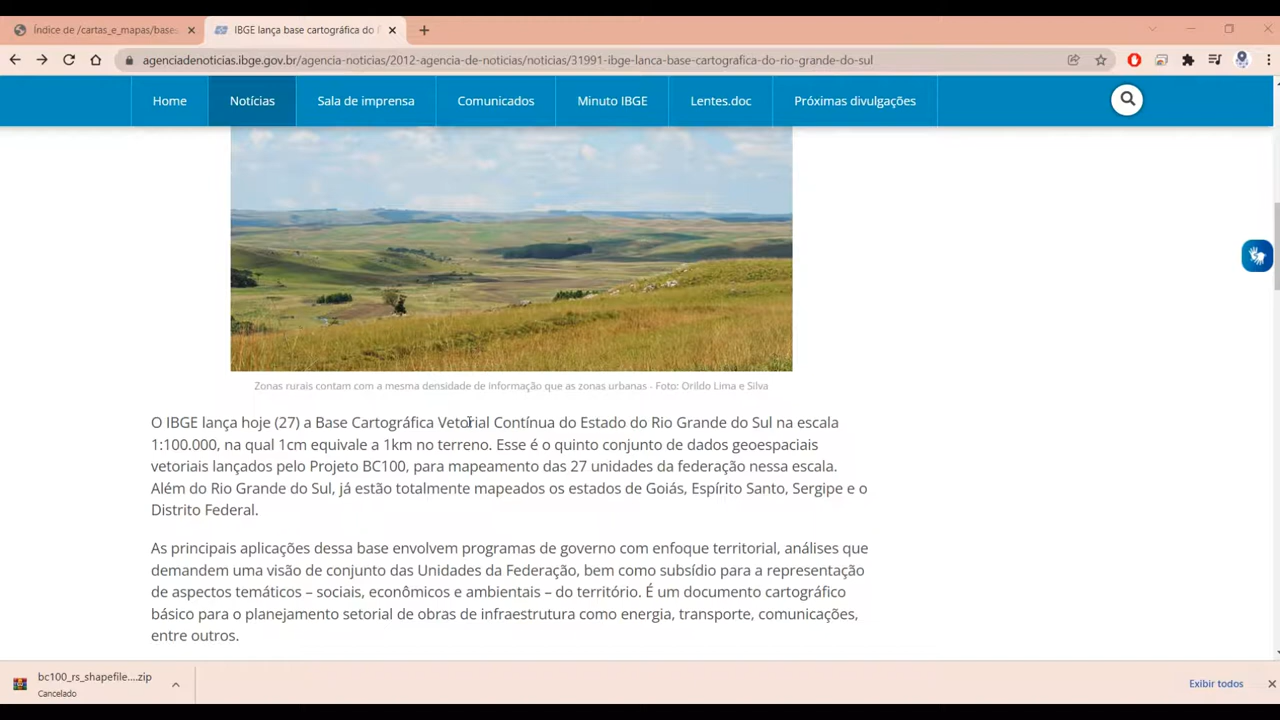 Índice de /cartas_e_mapas/base
IBGE lança base cartográfica do
agenciadenoticias.ibge.gov.br/agencia-noticias/2012-agencia-de-noticias/noticias/31991-ibge-lanca-base-cartografica-do-rio-grande-do-sul
Home Notícias Sala de imprensa Comunicados Minuto IBGE Lentes.doc Próximas divulgações
Zonas rurais contam com a mesma densidade de informação que as zonas urbanas - Foto: Orildo Lima e Silva
O IBGE lança hoje (27) a Base Cartográfica Vetorial Contínua do Estado do Rio Grande do Sul na escala
1:100.000, na qual 1cm equivale a 1km no terreno. Esse é o quinto conjunto de dados geoespaciais
vetoriais lançados pelo Projeto BC100, para mapeamento das 27 unidades da federação nessa escala.
Além do Rio Grande do Sul, já estão totalmente mapeados os estados de Goiás, Espírito Santo, Sergipe e o
Distrito Federal.
As principais aplicações dessa base envolvem programas de governo com enfoque territorial, análises que
demandem uma visão de conjunto das Unidades da Federação, bem como subsídio para a representação
de aspectos temáticos – sociais, econômicos e ambientais – do território. É um documento cartográfico
básico para o planejamento setorial de obras de infraestrutura como energia, transporte, comunicações,
entre outros.
bc100_rs_shapefile....zip
Cancelado
Exibir todos